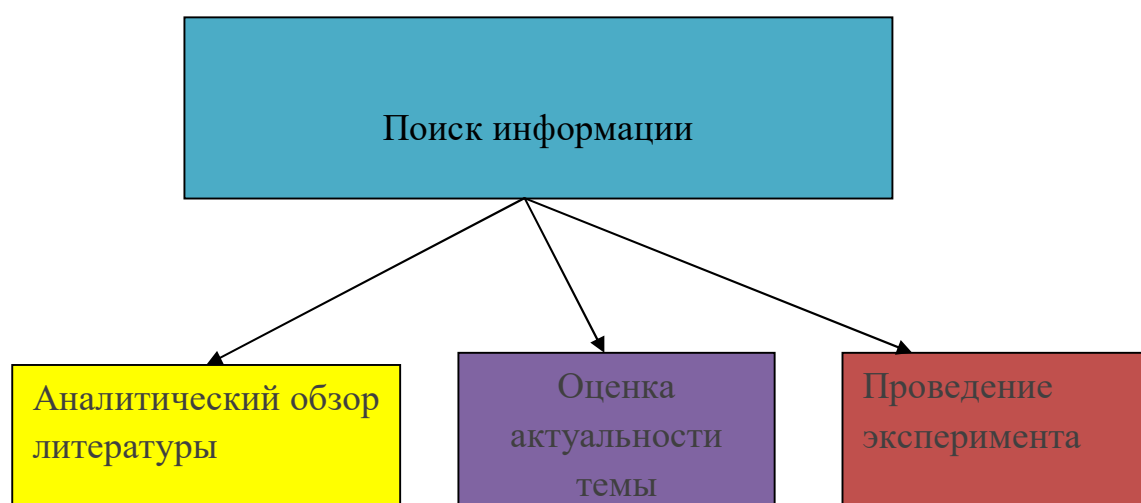 Поиск информации
Аналитический обзор
литературы
Оценка
актуальности
темы
Проведение
эксперимента